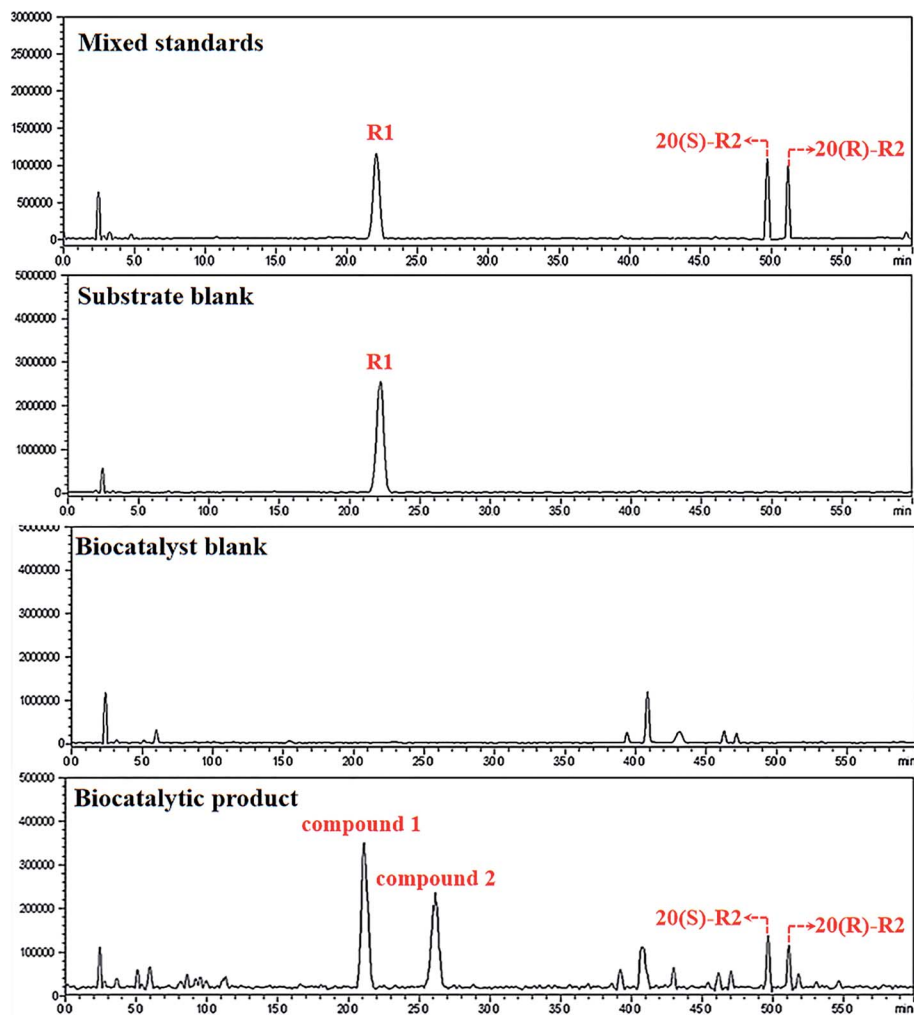 3000000
Mixed standards
2500000
2000000
1500000
R1
20(S)-R2
20(R)-R2
1000000
500000
0
0.0 5.0 10.0 15.0 20.0 25.0 30.0 35.0 40.0 45.0 50.0 55.0 min
5000000
Substrate blank
4000000
3000000
R1
2000000
1000000
0
0.0 5.0 10.0 15.0 20.0 25.0 30.0 35.0 40.0 45.0 50.0 55.0 min
5000000
Biocatalyst blank
4000000
3000000
2000000
1000000
0
0.0 5.0 10.0 15.0 20.0 25.0 30.0 35.0 40.0 45.0 50.0 55.0 min
500000
Biocatalytic product
400000
compound 1
300000
compound 2
200000
20(S)-R2
20(R)-R2
100000
0
0.0 5.0 10.0 15.0 20.0 25.0 30.0 35.0 40.0 45.0 50.0 55.0 min